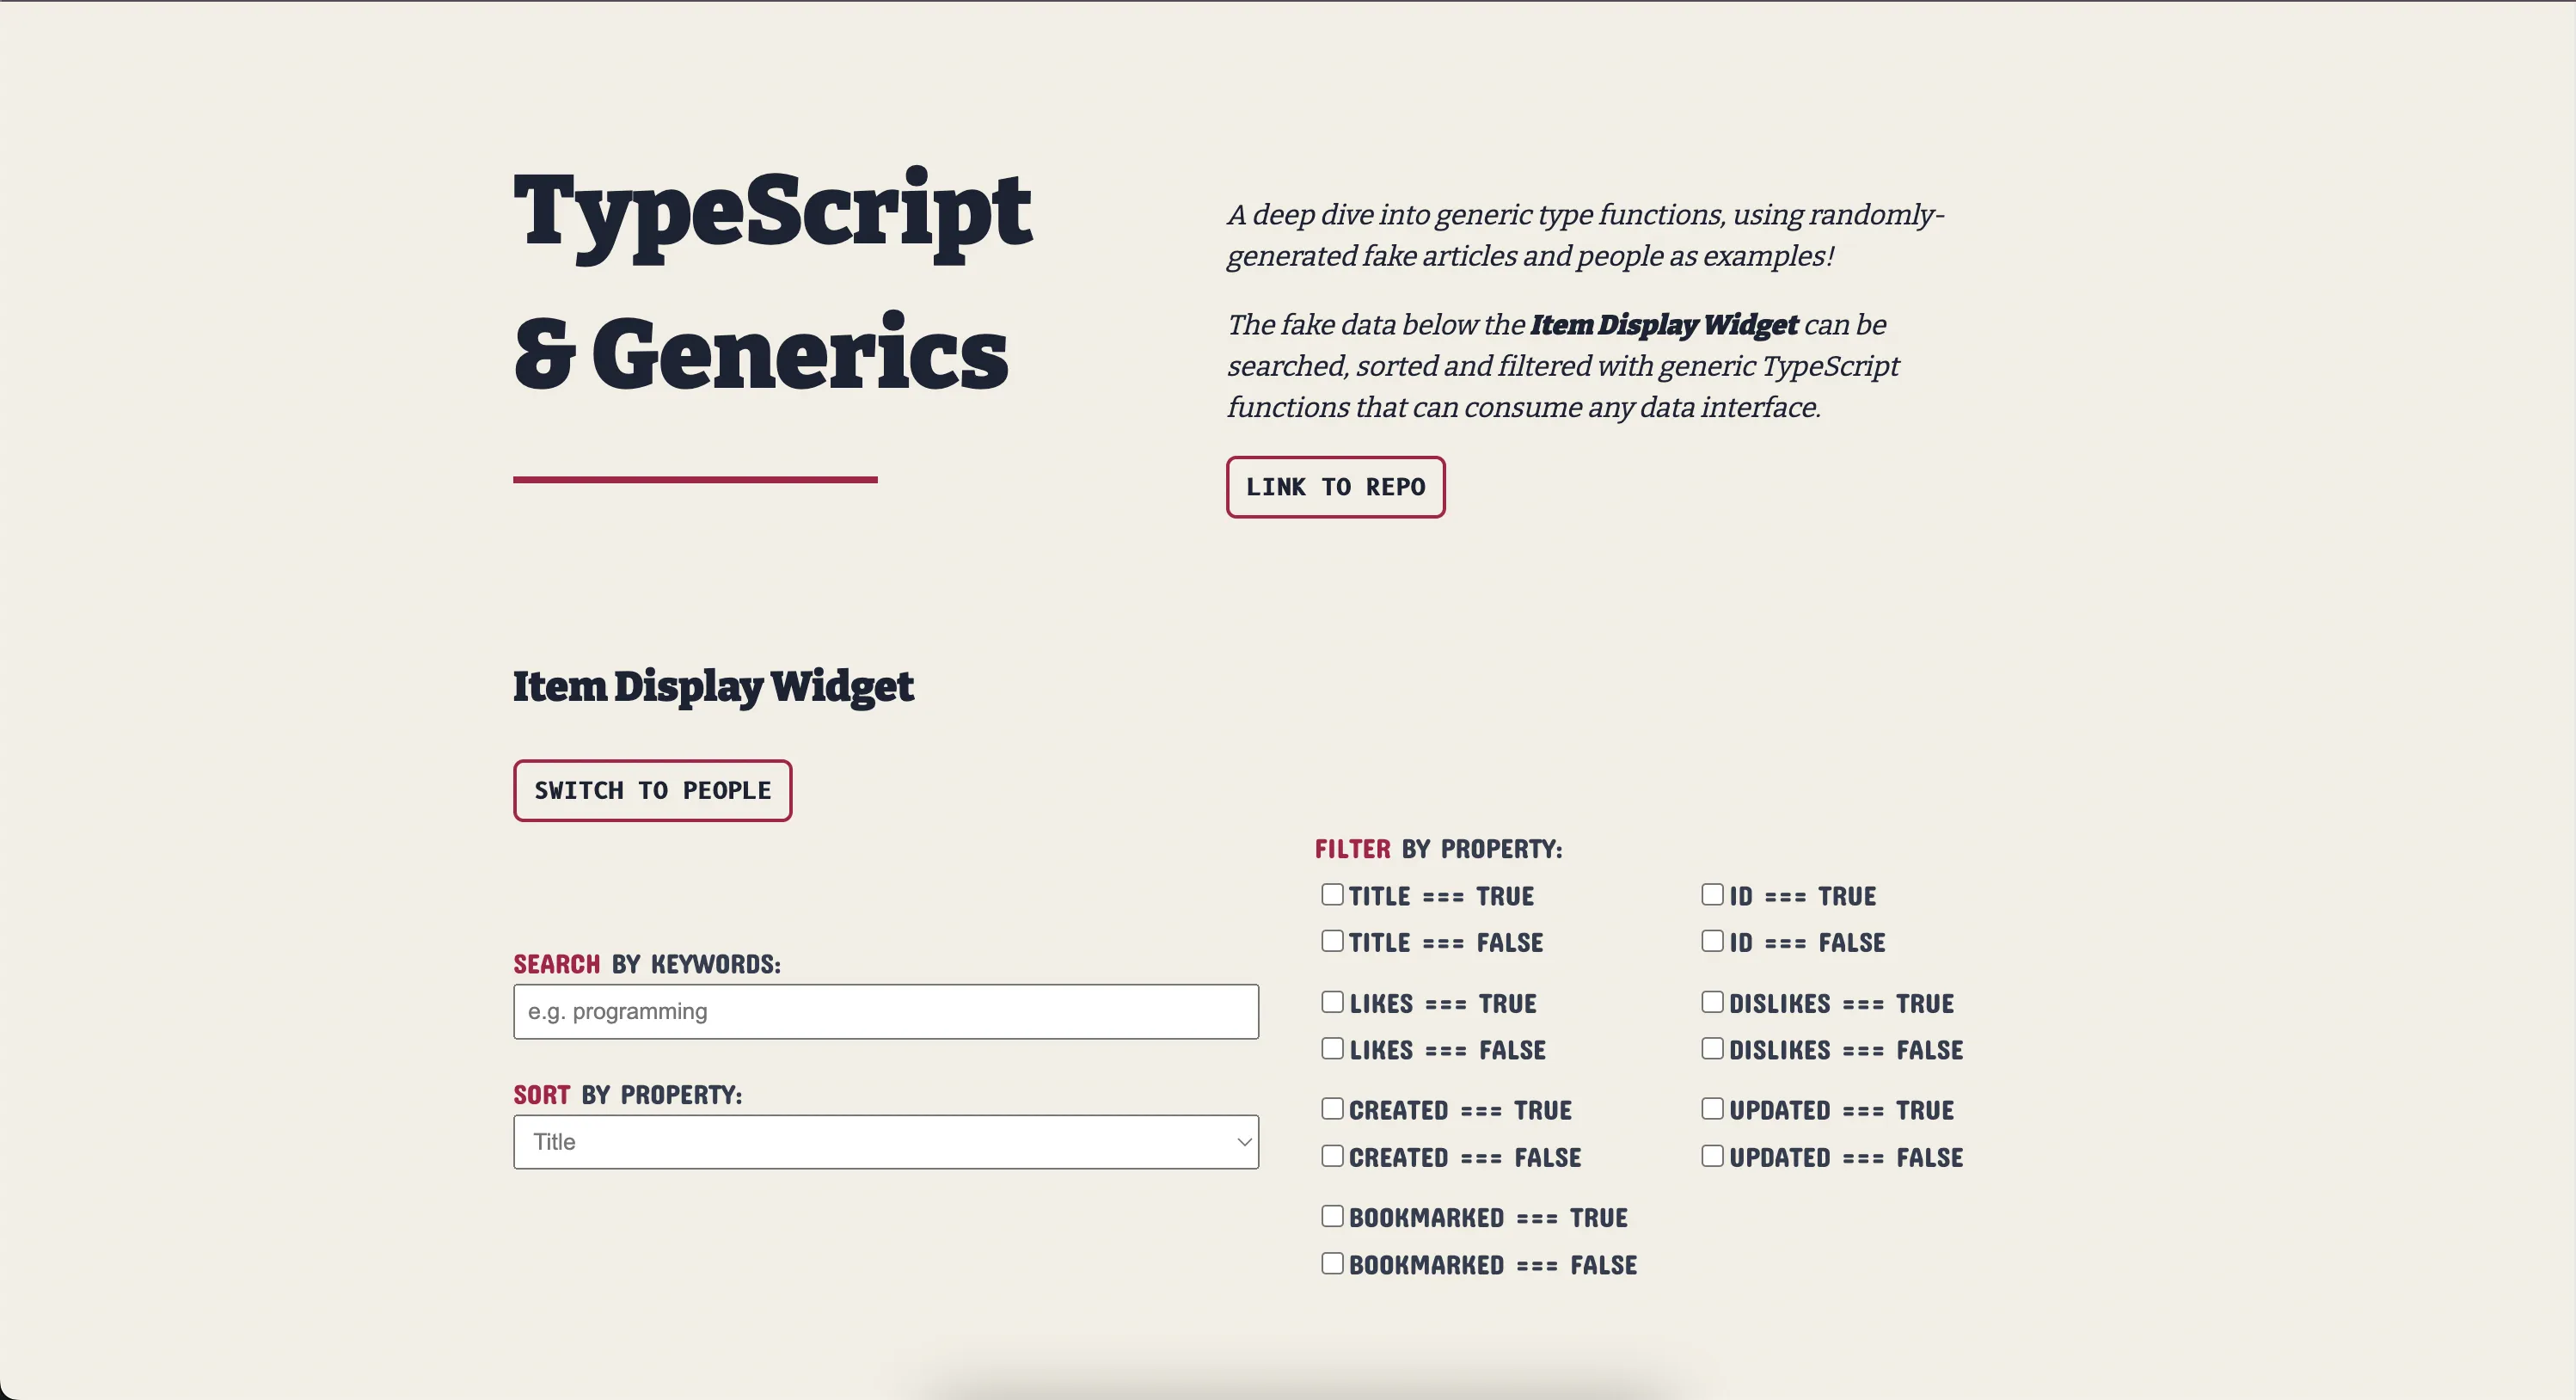 TypeScript
& Generics
A deep dive into generic type functions, using randomly-
generated fake articles and people as examples!
The fake data below the Item Display Widget can be
searched, sorted and filtered with generic TypeScript
functions that can consume any data interface.
LINK TO REPO
Item Display Widget
SWITCH TO PEOPLE
SEARCH BY KEYWORDS:
e.g. programming
SORT BY PROPERTY:
Title
FILTER BY PROPERTY:
TITLE === TRUE
TITLE === FALSE
ID === TRUE
ID === FALSE
LIKES === TRUE
LIKES === FALSE
DISLIKES === TRUE
DISLIKES === FALSE
CREATED === TRUE
CREATED === FALSE
UPDATED === TRUE
UPDATED === FALSE
BOOKMARKED === TRUE
BOOKMARKED === FALSE